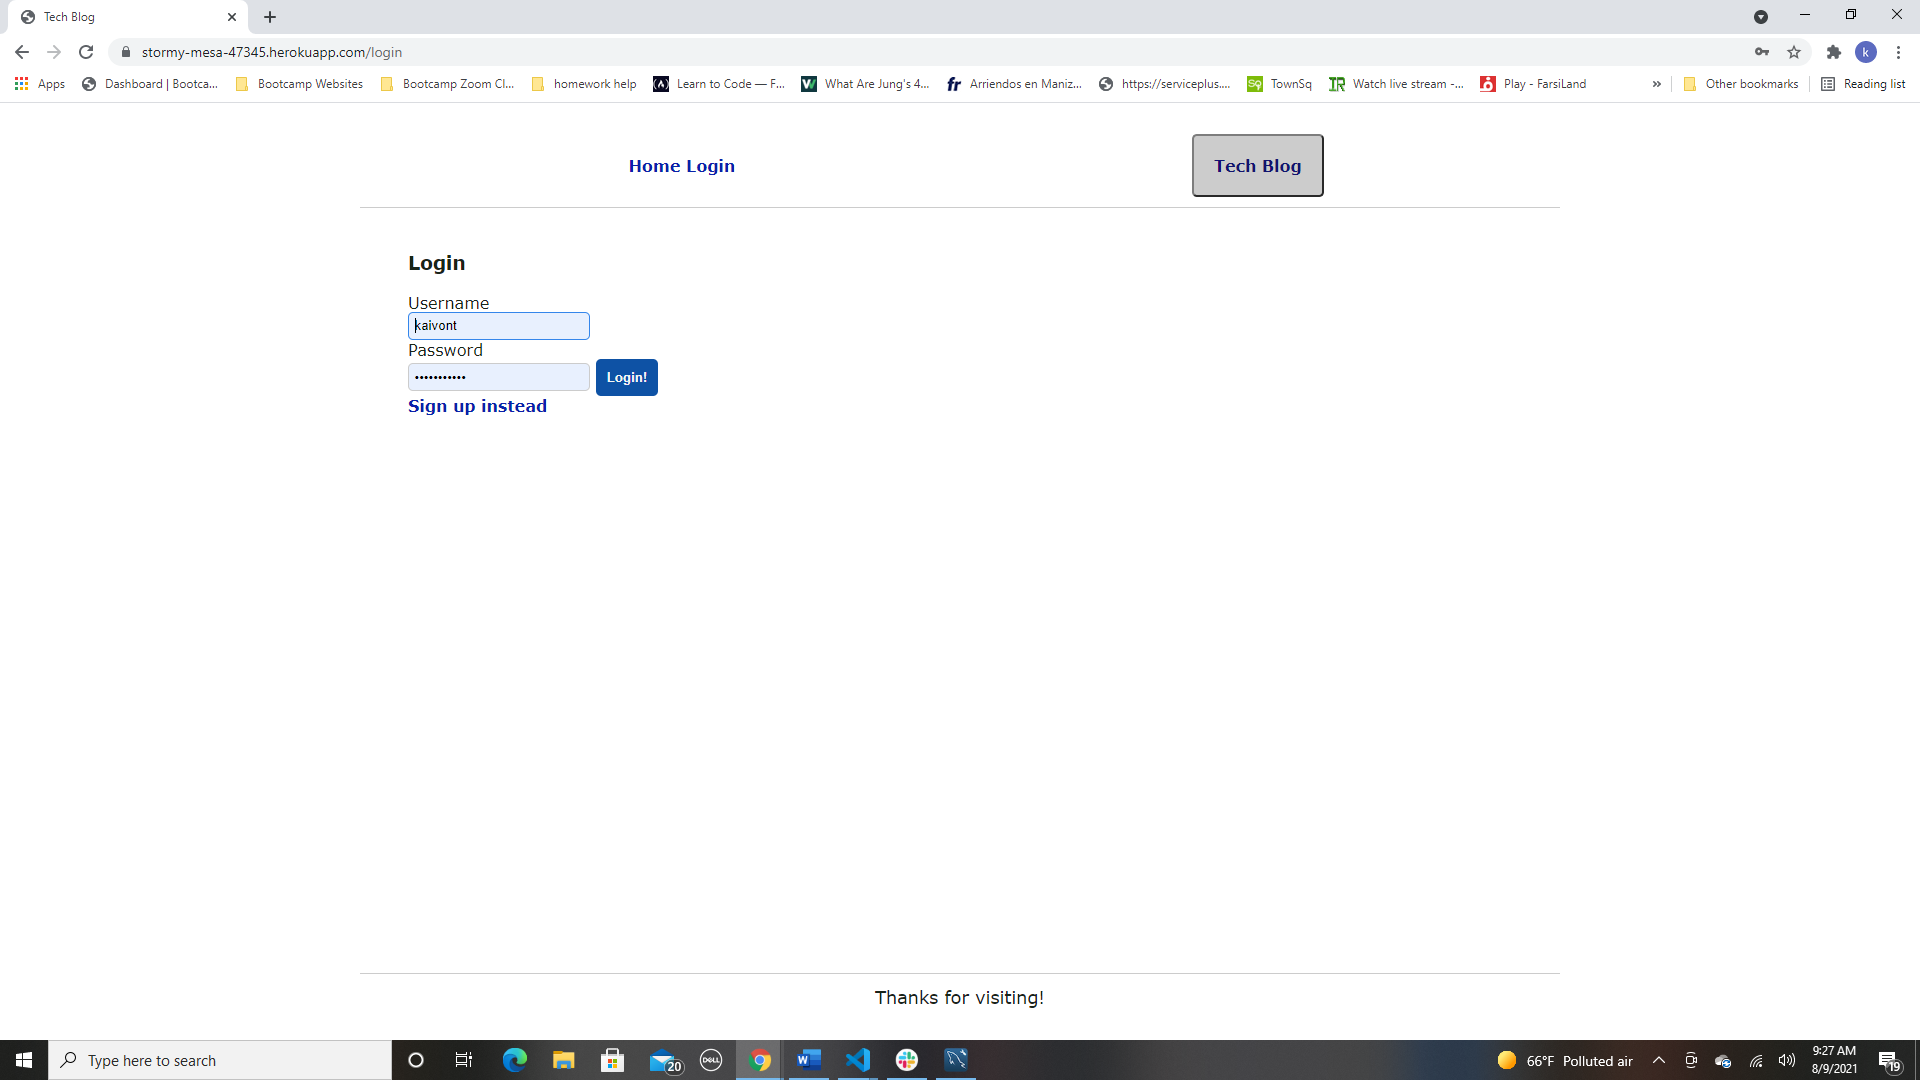 Tech Blog
stormy-mesa-47345.herokuapp.com/login
k
Apps Dashboard | Bootca... Bootcamp Websites Bootcamp Zoom Cl... homework help Learn to Code — F... What Are Jung's 4... Arriendos en Maniz... https://serviceplus.... TownSq Watch live stream -... Play - FarsiLand » Other bookmarks Reading list
Home Login Tech Blog
Login
Username
kaivont
Password
••••••••••• Login!
Sign up instead
Thanks for visiting!
Type here to search 20 DELL 66°F Polluted air 9:27 AM
8/9/2021 19